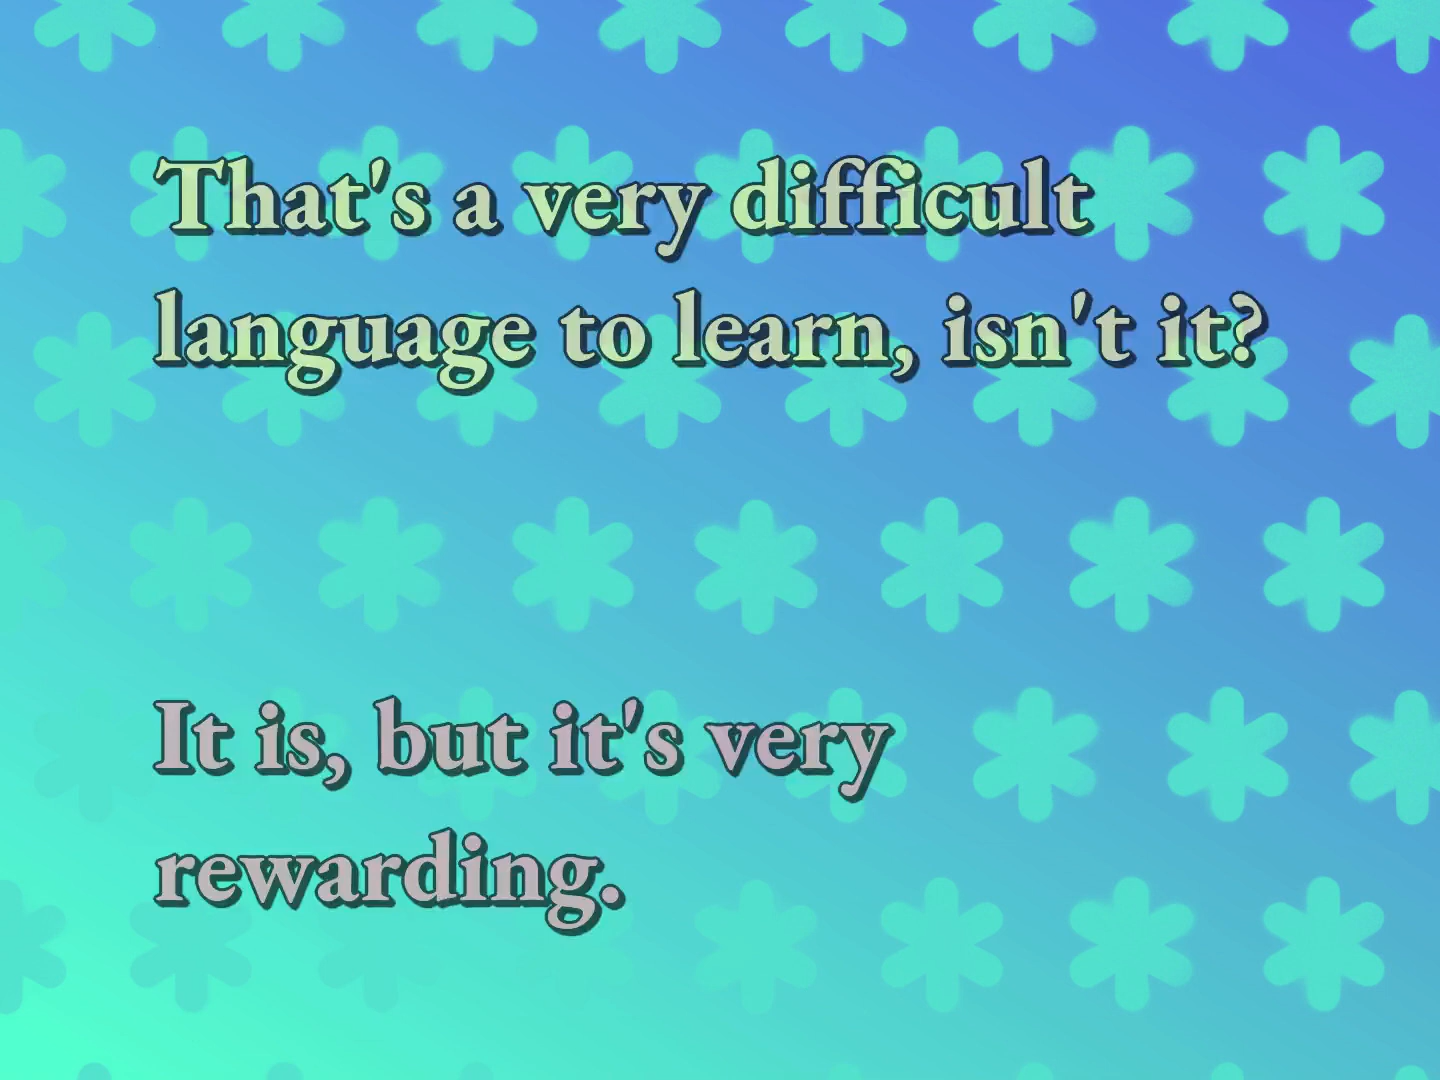 That's a very difficult
language to learn, isn't it?
It is, but it's very
rewarding.